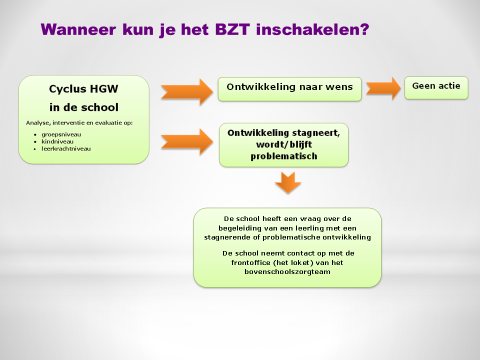 Wanneer kun je het BZT inschakelen?
Cyclus HGW
in de school
Analyse, interventie en evaluatie op:
• groepsniveau
• kindniveau
• leerkrachtniveau
Ontwikkeling naar wens
Geen actie
Ontwikkeling stagneert,
wordt/blijft
problematisch
De school heeft een vraag over de
begeleiding van een leerling met een
stagnerende of problematische ontwikkeling
De school neemt contact op met de
frontoffice (het loket) van het
bovenschoolszorgteam